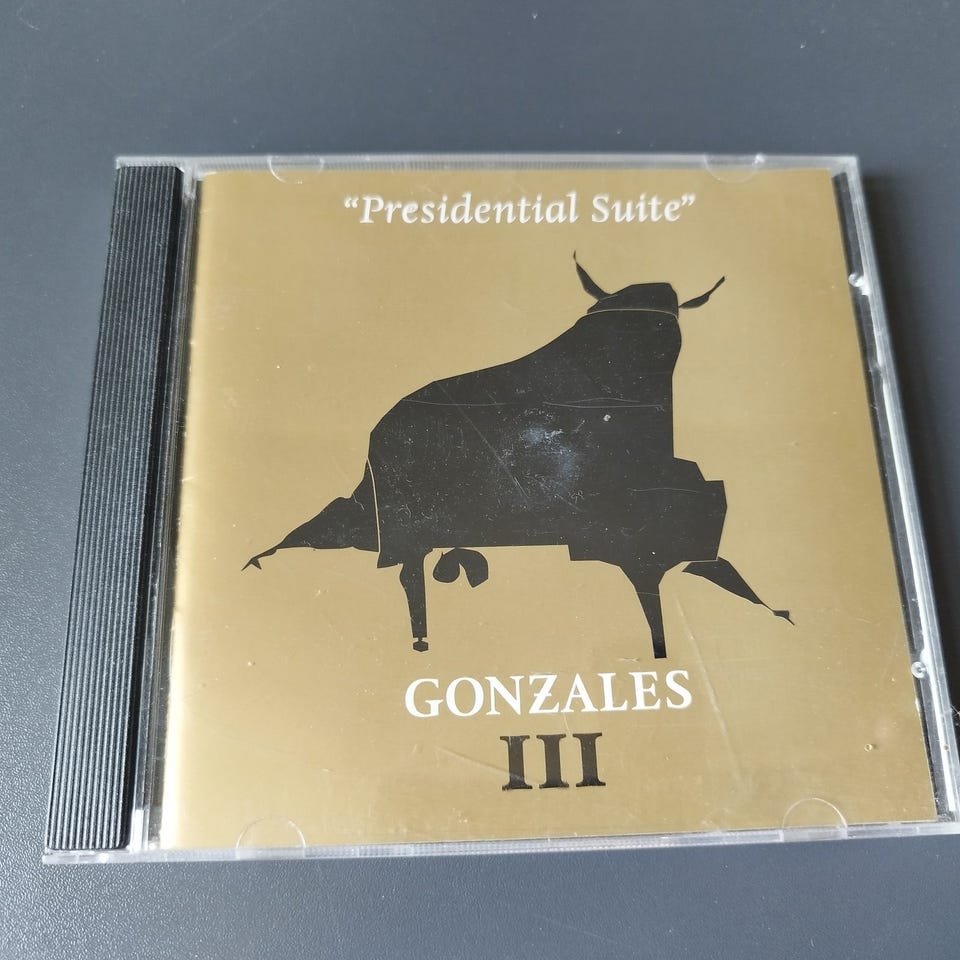 “Presidential Suite”
GONZALES
III